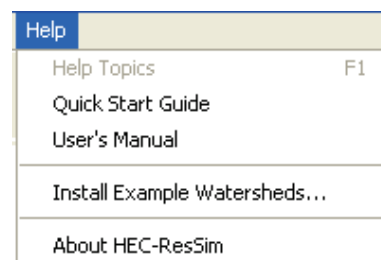 Help
Help Topics F1
Quick Start Guide
User's Manual
Install Example Watersheds...
About HEC-ResSim